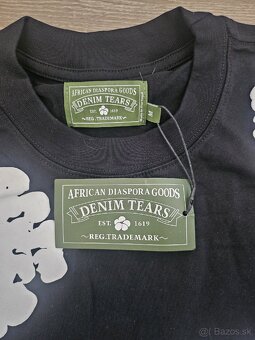 AFRICAN DIASPORA GOODS
DENIM TEARS
EST. 1619
REG. TRADEMARK
M
AFRICAN DIASPORA GOODS
DENIM TEARS
EST. 1619
REG.TRADEMARK
Bazos.sk